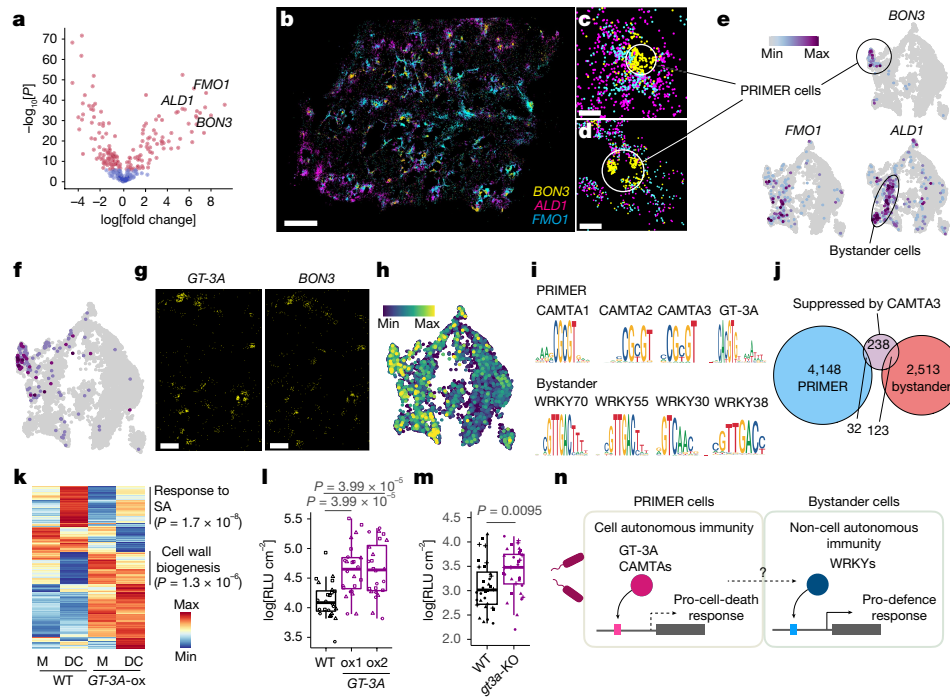 a
70
60
50
40
30
20
10
0
–log10[P]
–4 –2 0 2 4 6 8
log[fold change]
FMO1
ALD1
BON3
b
BON3
ALD1
FMO1
c
d
PRIMER cells
e
Min Max
BON3
FMO1
ALD1
Bystander cells
f
g
GT-3A
BON3
h
Min Max
i
PRIMER
CAMTA1 CAMTA2 CAMTA3 GT-3A
Bystander
WRKY70 WRKY55 WRKY30 WRKY38
j
Suppressed by CAMTA3
238
4,148
PRIMER
2,513
bystander
32 123
k
Response to
SA
(P = 1.7 × 10–8)
Cell wall
biogenesis
(P = 1.3 × 10–6)
Max
Min
M DC M DC
WT GT-3A-ox
l
P = 3.99 × 10–5
P = 3.99 × 10–5
log[RLU cm–2]
5.5
5.0
4.5
4.0
3.5
WT ox1 ox2
GT-3A
m
P = 0.0095
log[RLU cm–2]
4.5
4.0
3.5
3.0
2.5
2.0
WT
gt3a-KO
n
PRIMER cells
Bystander cells
Cell autonomous immunity
GT-3A
CAMTAs
Pro-cell-death
response
?
Non-cell autonomous
immunity
WRKYs
Pro-defence
response